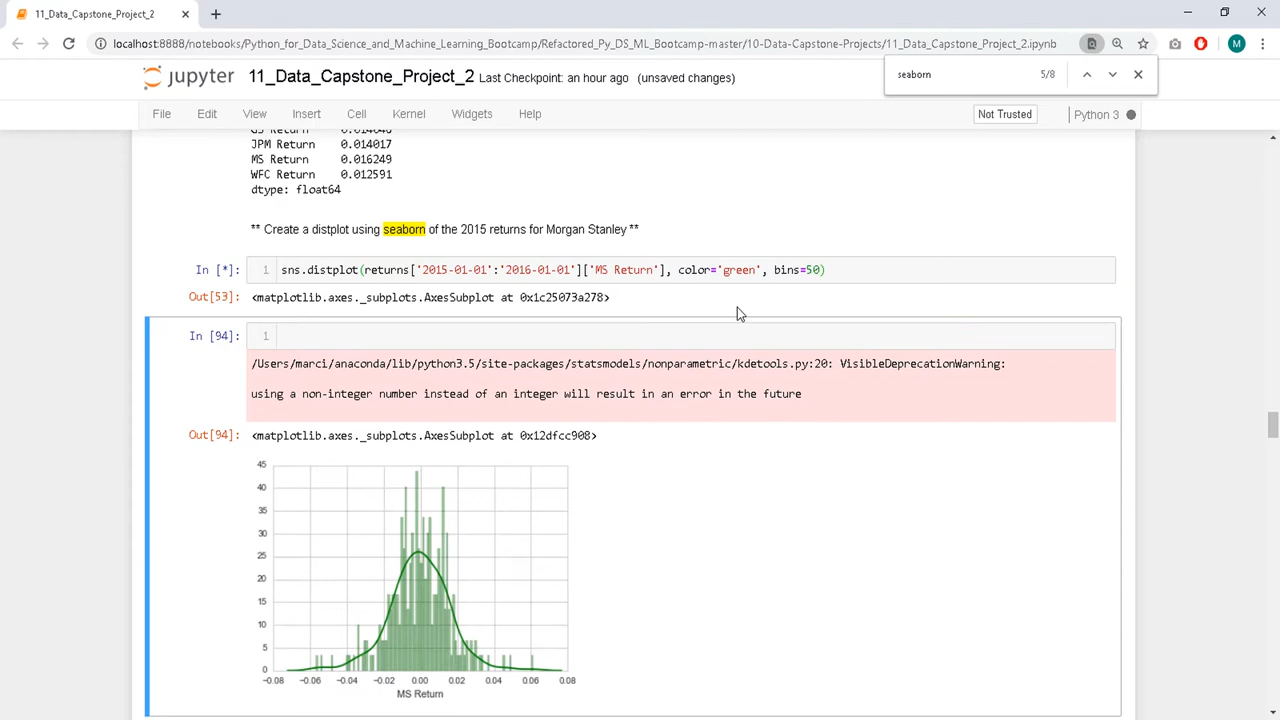 11_Data_Capstone_Project_2
localhost:8888/notebooks/Python_for_Data_Science_and_Machine_Learning_Bootcamp/Refactored_Py_DS_ML_Bootcamp-master/10-Data-Capstone-Projects/11_Data_Capstone_Project_2.ipynb
M
seaborn 5/8
jupyter 11_Data_Capstone_Project_2 Last Checkpoint: an hour ago (unsaved changes)
File Edit View Insert Cell Kernel Widgets Help Not Trusted Python 3
GS Return 0.014046
JPM Return 0.014017
MS Return 0.016249
WFC Return 0.012591
dtype: float64
** Create a distplot using seaborn of the 2015 returns for Morgan Stanley **
In [*]: 1 sns.distplot(returns['2015-01-01':'2016-01-01']['MS Return'], color='green', bins=50)
Out[53]: <matplotlib.axes._subplots.AxesSubplot at 0x1c25073a278>
In [94]: 1
/Users/marci/anaconda/lib/python3.5/site-packages/statsmodels/nonparametric/kdetools.py:20: VisibleDeprecationWarning:
using a non-integer number instead of an integer will result in an error in the future
Out[94]: <matplotlib.axes._subplots.AxesSubplot at 0x12dfcc908>
45
40
35
30
25
20
15
10
5
0
-0.08 -0.06 -0.04 -0.02 0.00 0.02 0.04 0.06 0.08
MS Return